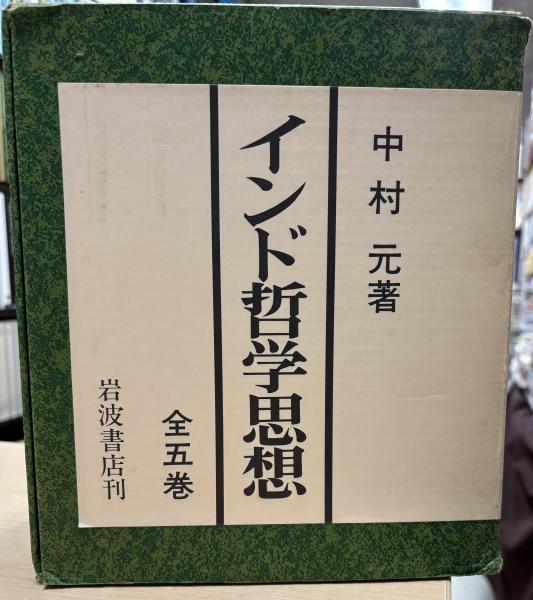 中村 元著
インド哲学思想
全五巻
岩波書店刊